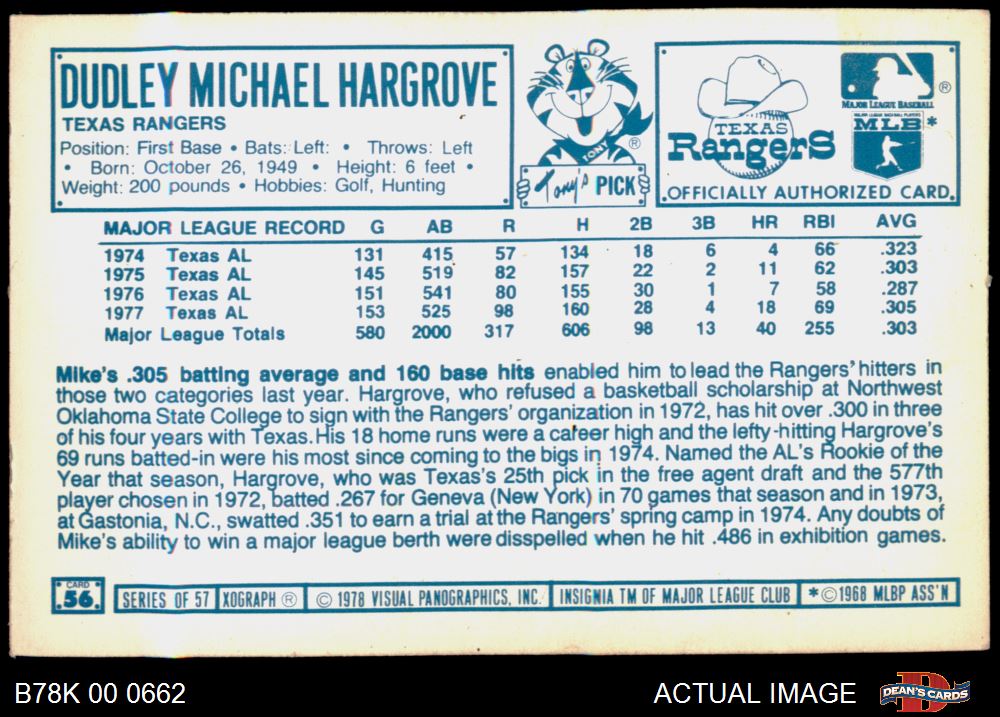 DUDLEY MICHAEL HARGROVE
TEXAS RANGERS
Position: First Base • Bats: Left: • Throws: Left
• Born: October 26, 1949 • Height: 6 feet •
Weight: 200 pounds • Hobbies: Golf, Hunting
TONY
®
Tony's PICK
TEXAS
Rangers
MAJOR LEAGUE BASEBALL
®
MAJOR LEAGUE BASEBALL PLAYERS
MLB*
OFFICIALLY AUTHORIZED CARD.
MAJOR LEAGUE RECORD G AB R H 2B 3B HR RBI AVG
1974 Texas AL 131 415 57 134 18 6 4 66 .323
1975 Texas AL 145 519 82 157 22 2 11 62 .303
1976 Texas AL 151 541 80 155 30 1 7 58 .287
1977 Texas AL 153 525 98 160 28 4 18 69 .305
Major League Totals 580 2000 317 606 98 13 40 255 .303
Mike's .305 batting average and 160 base hits enabled him to lead the Rangers' hitters in
those two categories last year. Hargrove, who refused a basketball scholarship at Northwest
Oklahoma State College to sign with the Rangers' organization in 1972, has hit over .300 in three
of his four years with Texas. His 18 home runs were a career high and the lefty-hitting Hargrove's
69 runs batted-in were his most since coming to the bigs in 1974. Named the AL's Rookie of the
Year that season, Hargrove, who was Texas's 25th pick in the free agent draft and the 577th
player chosen in 1972, batted .267 for Geneva (New York) in 70 games that season and in 1973,
at Gastonia, N.C., swatted .351 to earn a trial at the Rangers' spring camp in 1974. Any doubts of
Mike's ability to win a major league berth were disspelled when he hit .486 in exhibition games.
CARD
56
SERIES OF 57 XOGRAPH ® © 1978 VISUAL PANOGRAPHICS, INC. INSIGNIA TM OF MAJOR LEAGUE CLUB *©1968 MLBP ASS'N
B78K 00 0662
ACTUAL IMAGE
DEAN'S CARDS